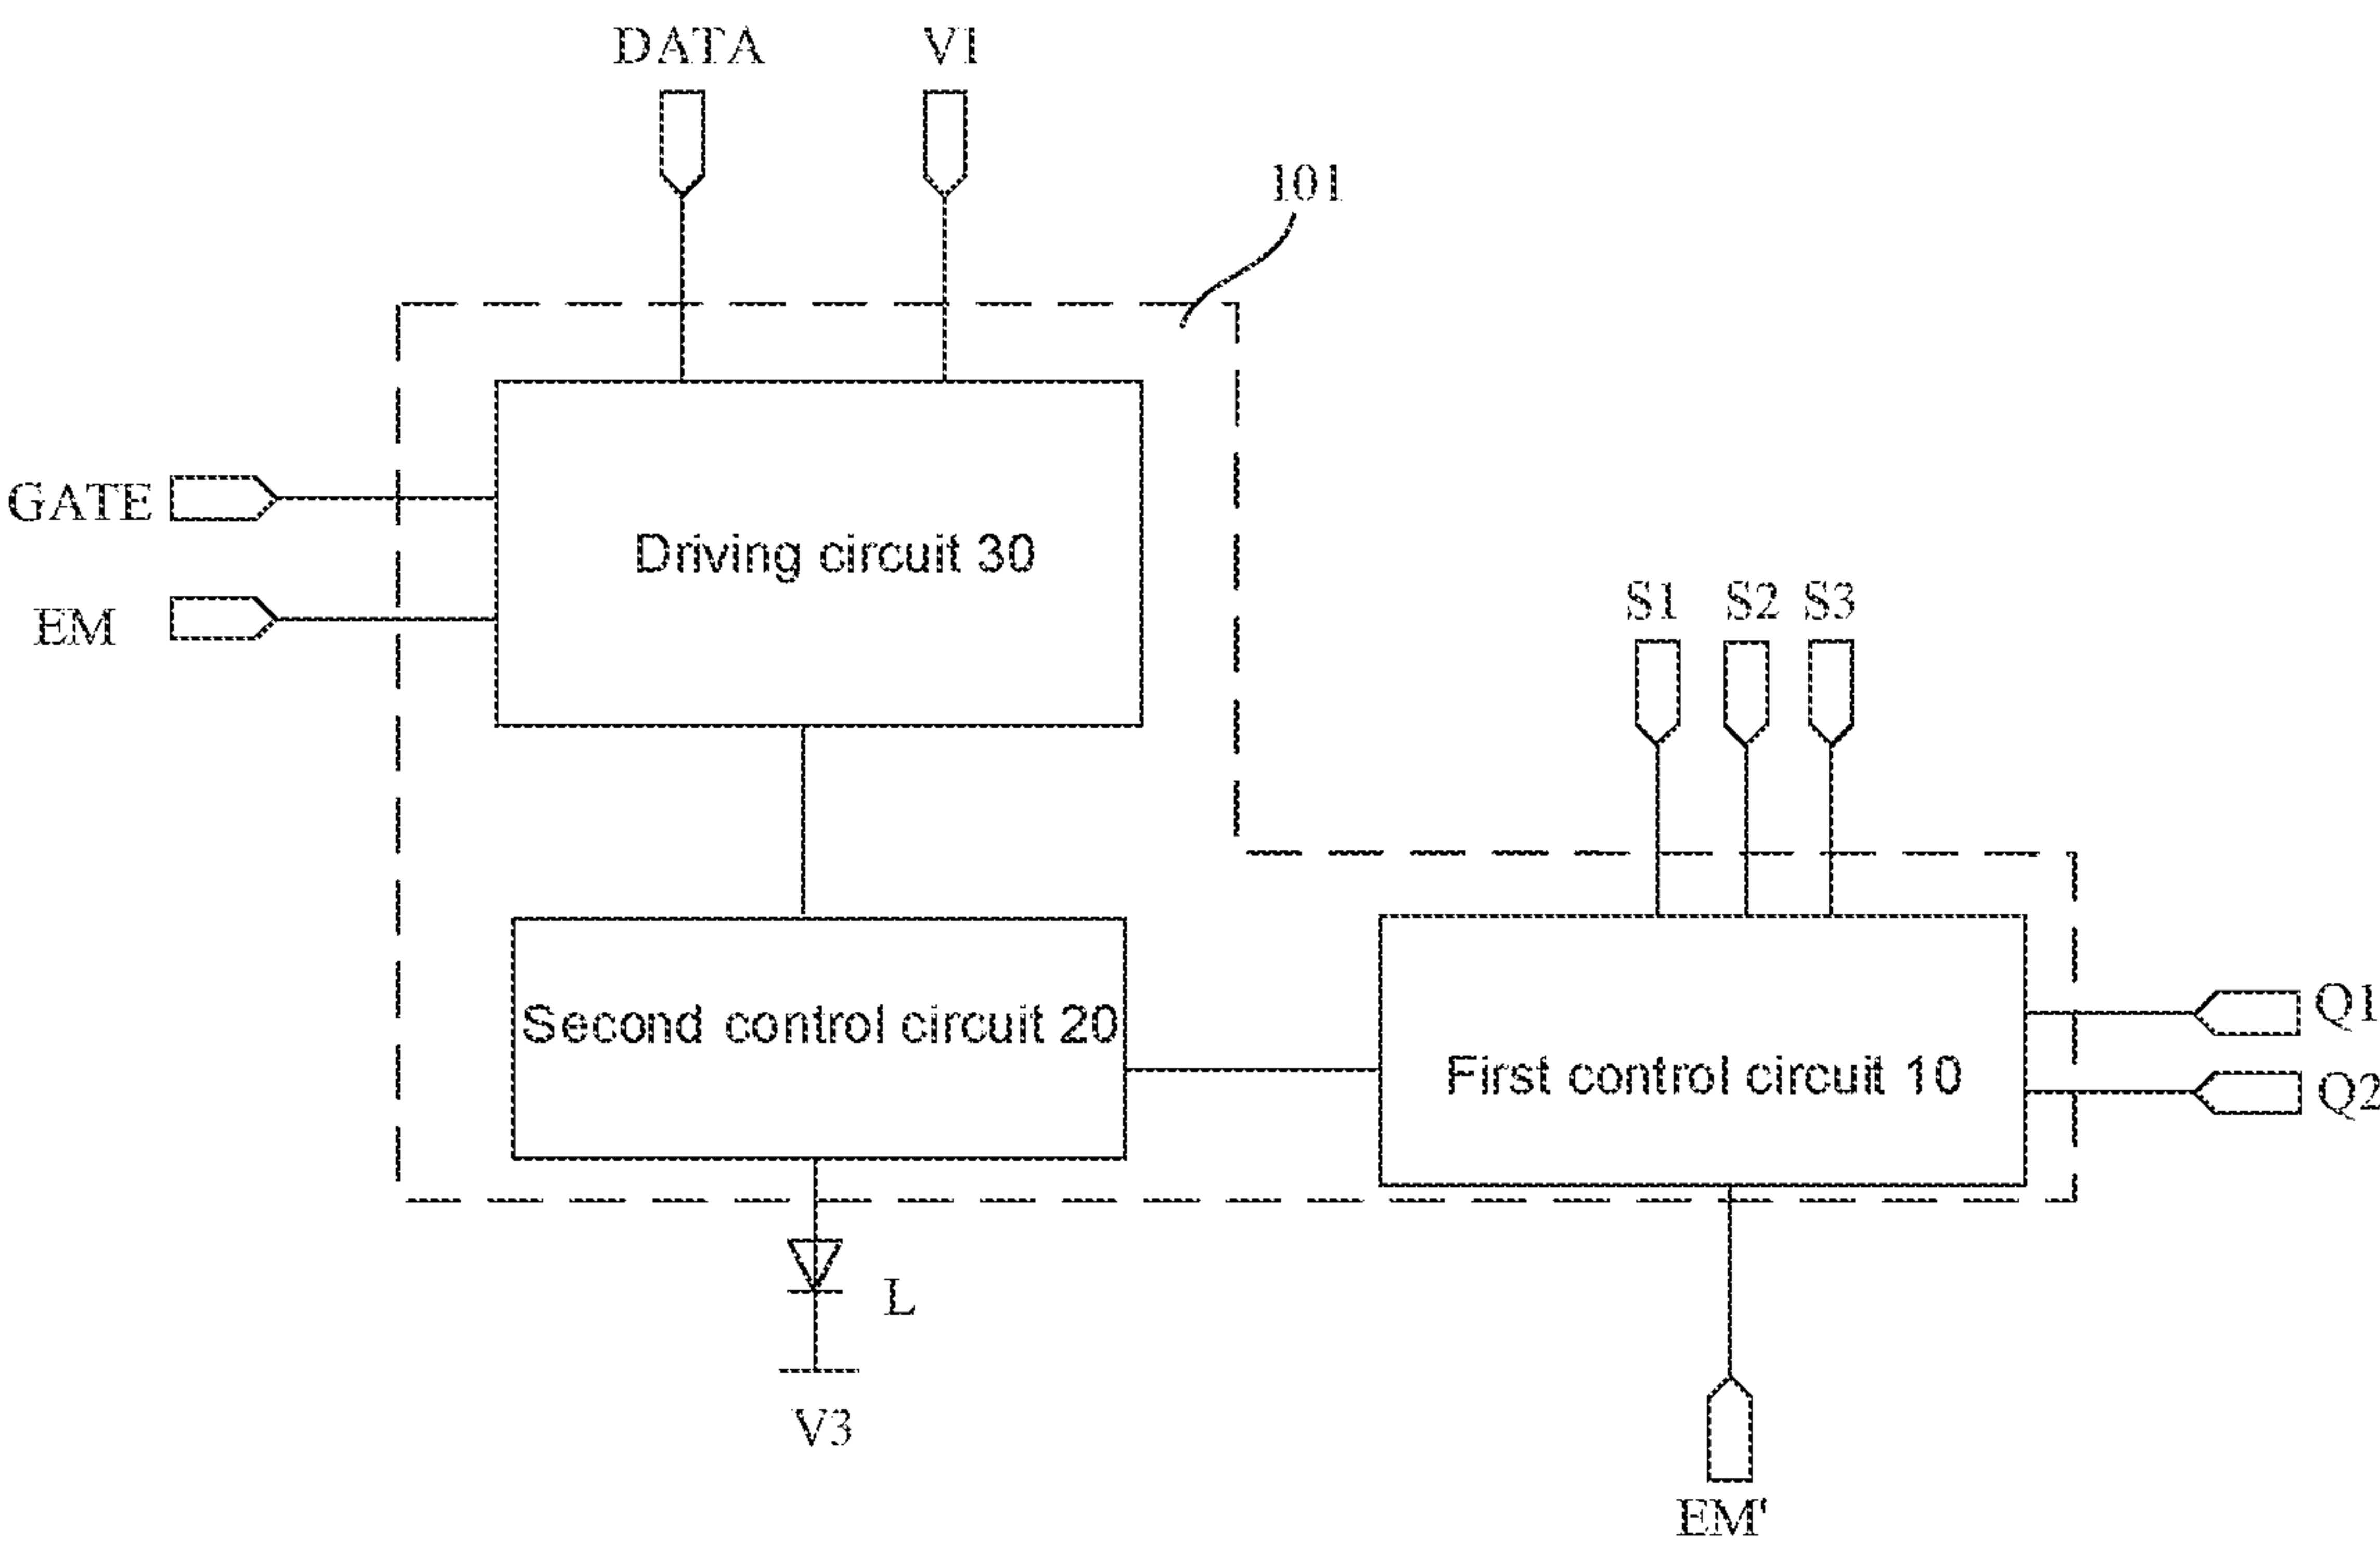 DATA
V1
101
GATE
Driving circuit 30
EM
S1 S2 S3
Q1
Second control circuit 20
First control circuit 10
Q2
L
V3
EM'